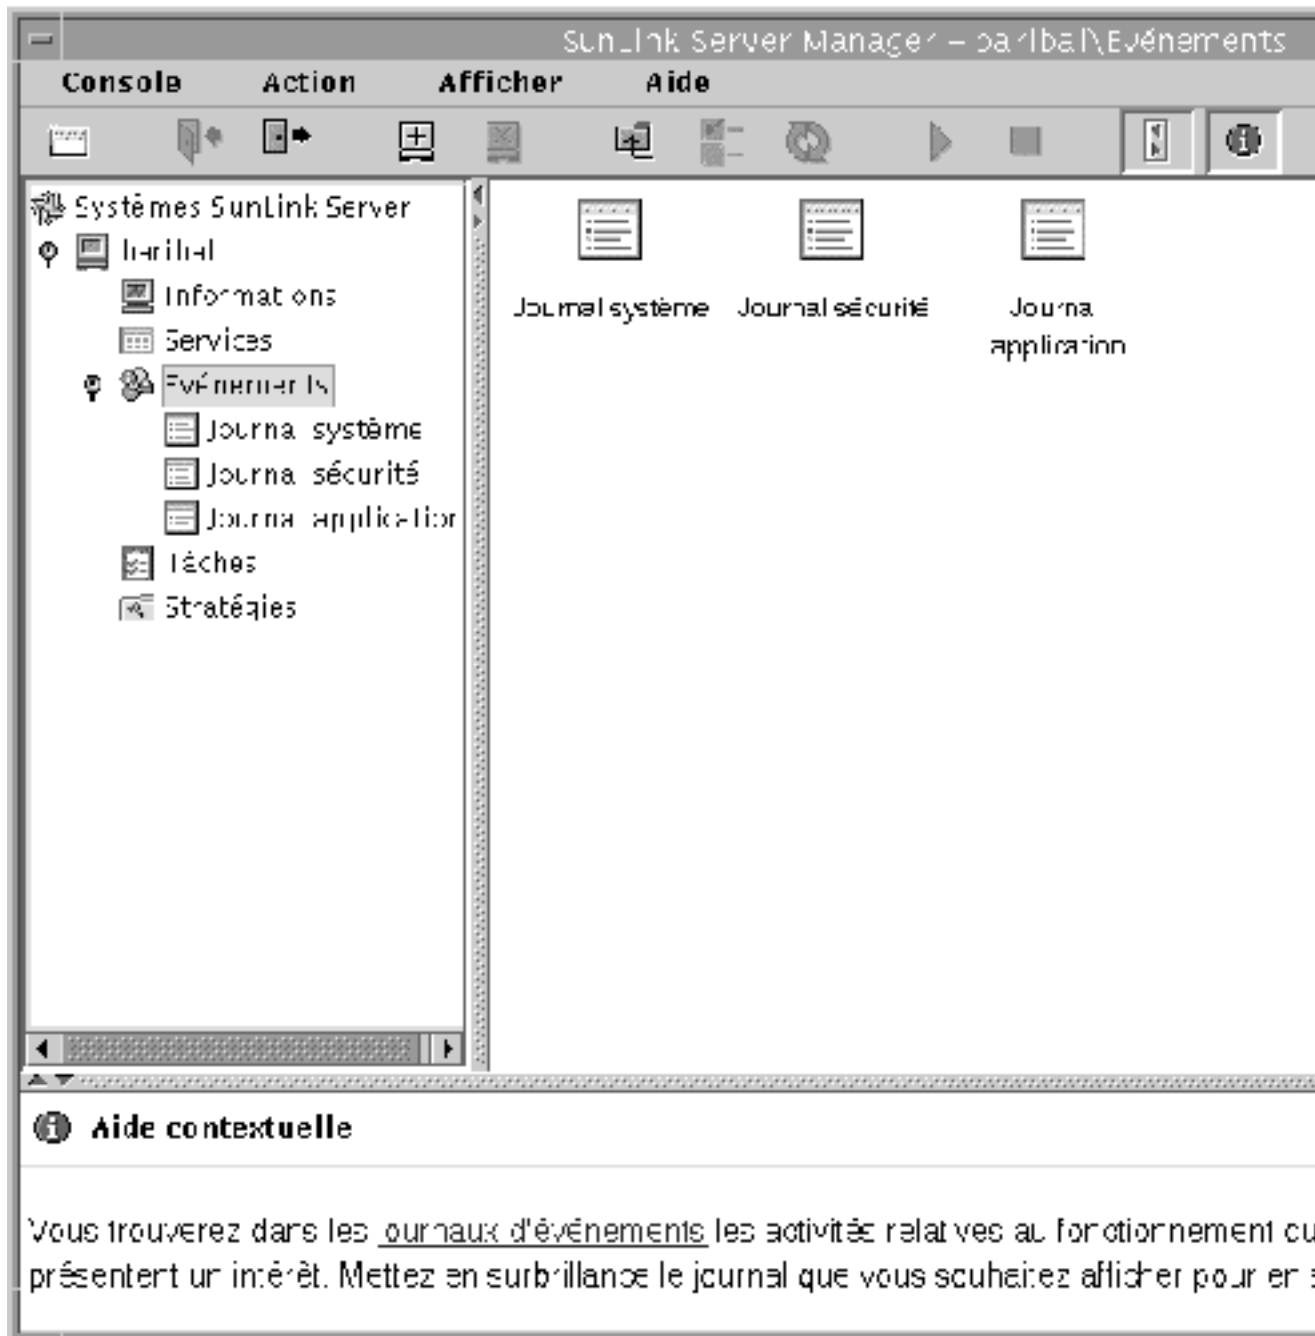 SunLink Server Manager – baribal\Evénements
Console Action Afficher Aide
Systèmes SunLink Server
baribal
Informations
Services
Evénements
Journal système
Journal sécurité
Journal application
Tâches
Stratégies
Journal système Journal sécurité Journal
application
Aide contextuelle
Vous trouverez dans les journaux d'événements les activités relatives au fonctionnement
présentent un intérêt. Mettez en surbrillance le journal que vous souhaitez afficher pour en